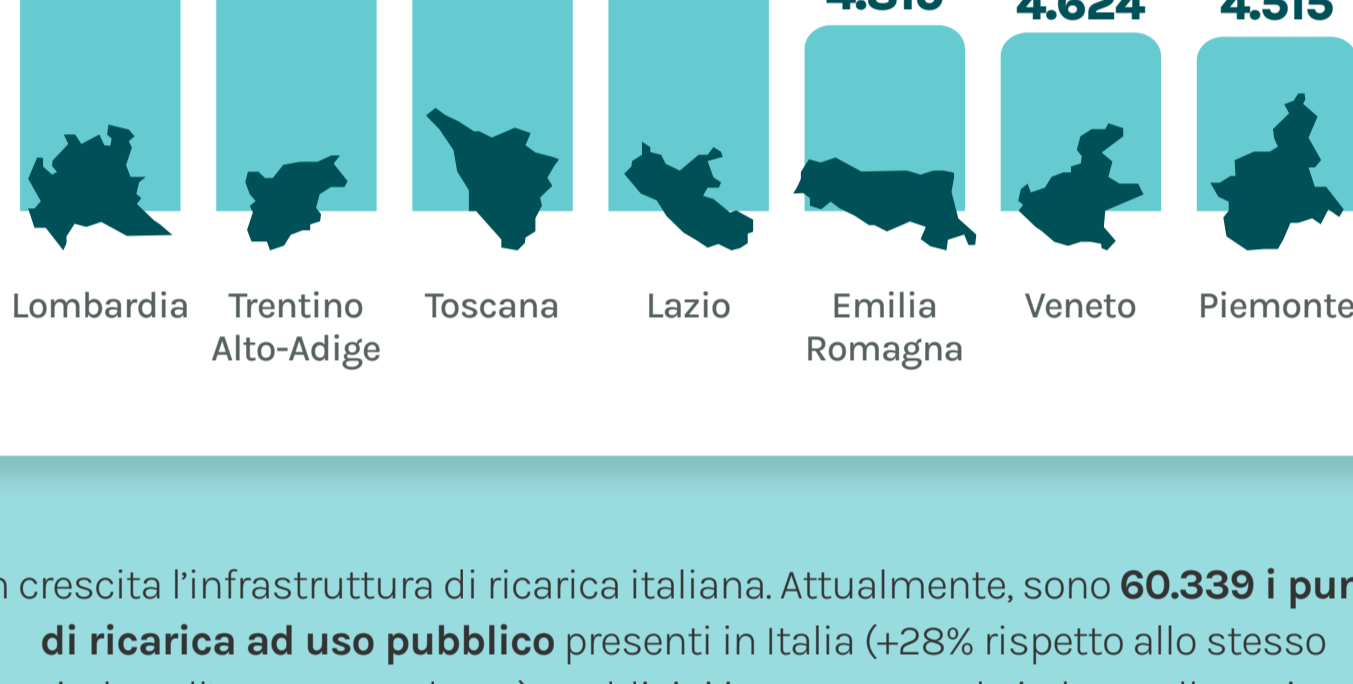 4.624
4.515
Lombardia
Trentino
Alto-Adige
Toscana
Lazio
Emilia
Romagna
Veneto
Piemonte
crescita l’infrastruttura di ricarica italiana. Attualmente, sono 60.339 i
di ricarica ad uso pubblico presenti in Italia (+28% rispetto allo stesso